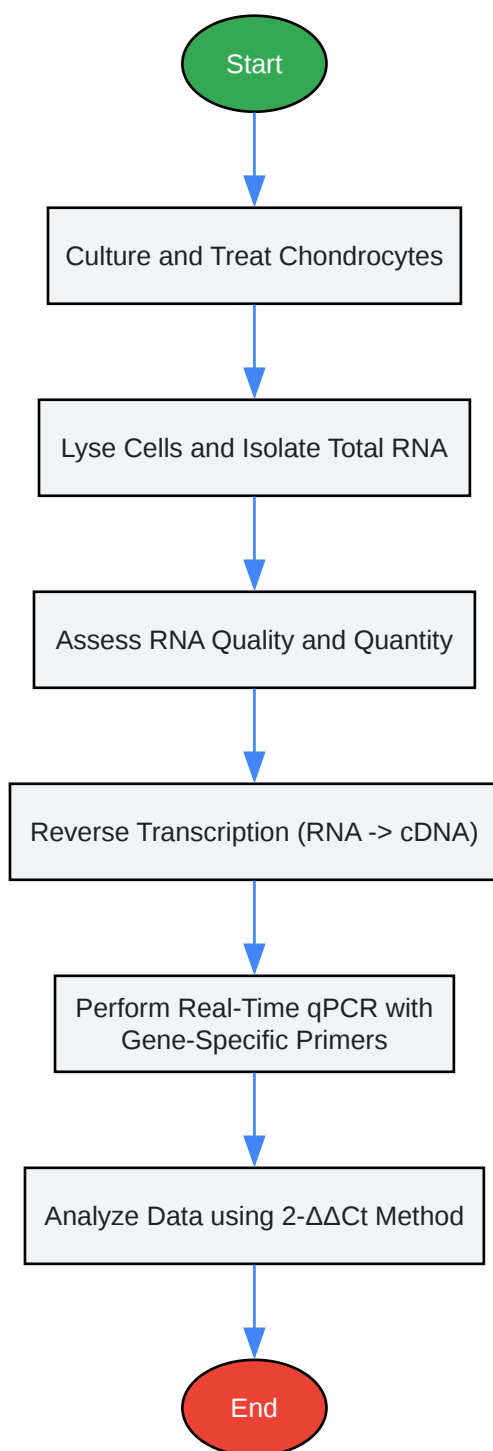 Start
Culture and Treat Chondrocytes
Lyse Cells and Isolate Total RNA
Assess RNA Quality and Quantity
Reverse Transcription (RNA -> cDNA)
Perform Real-Time qPCR with
Gene-Specific Primers
Analyze Data using 2-ΔΔCt Method
End